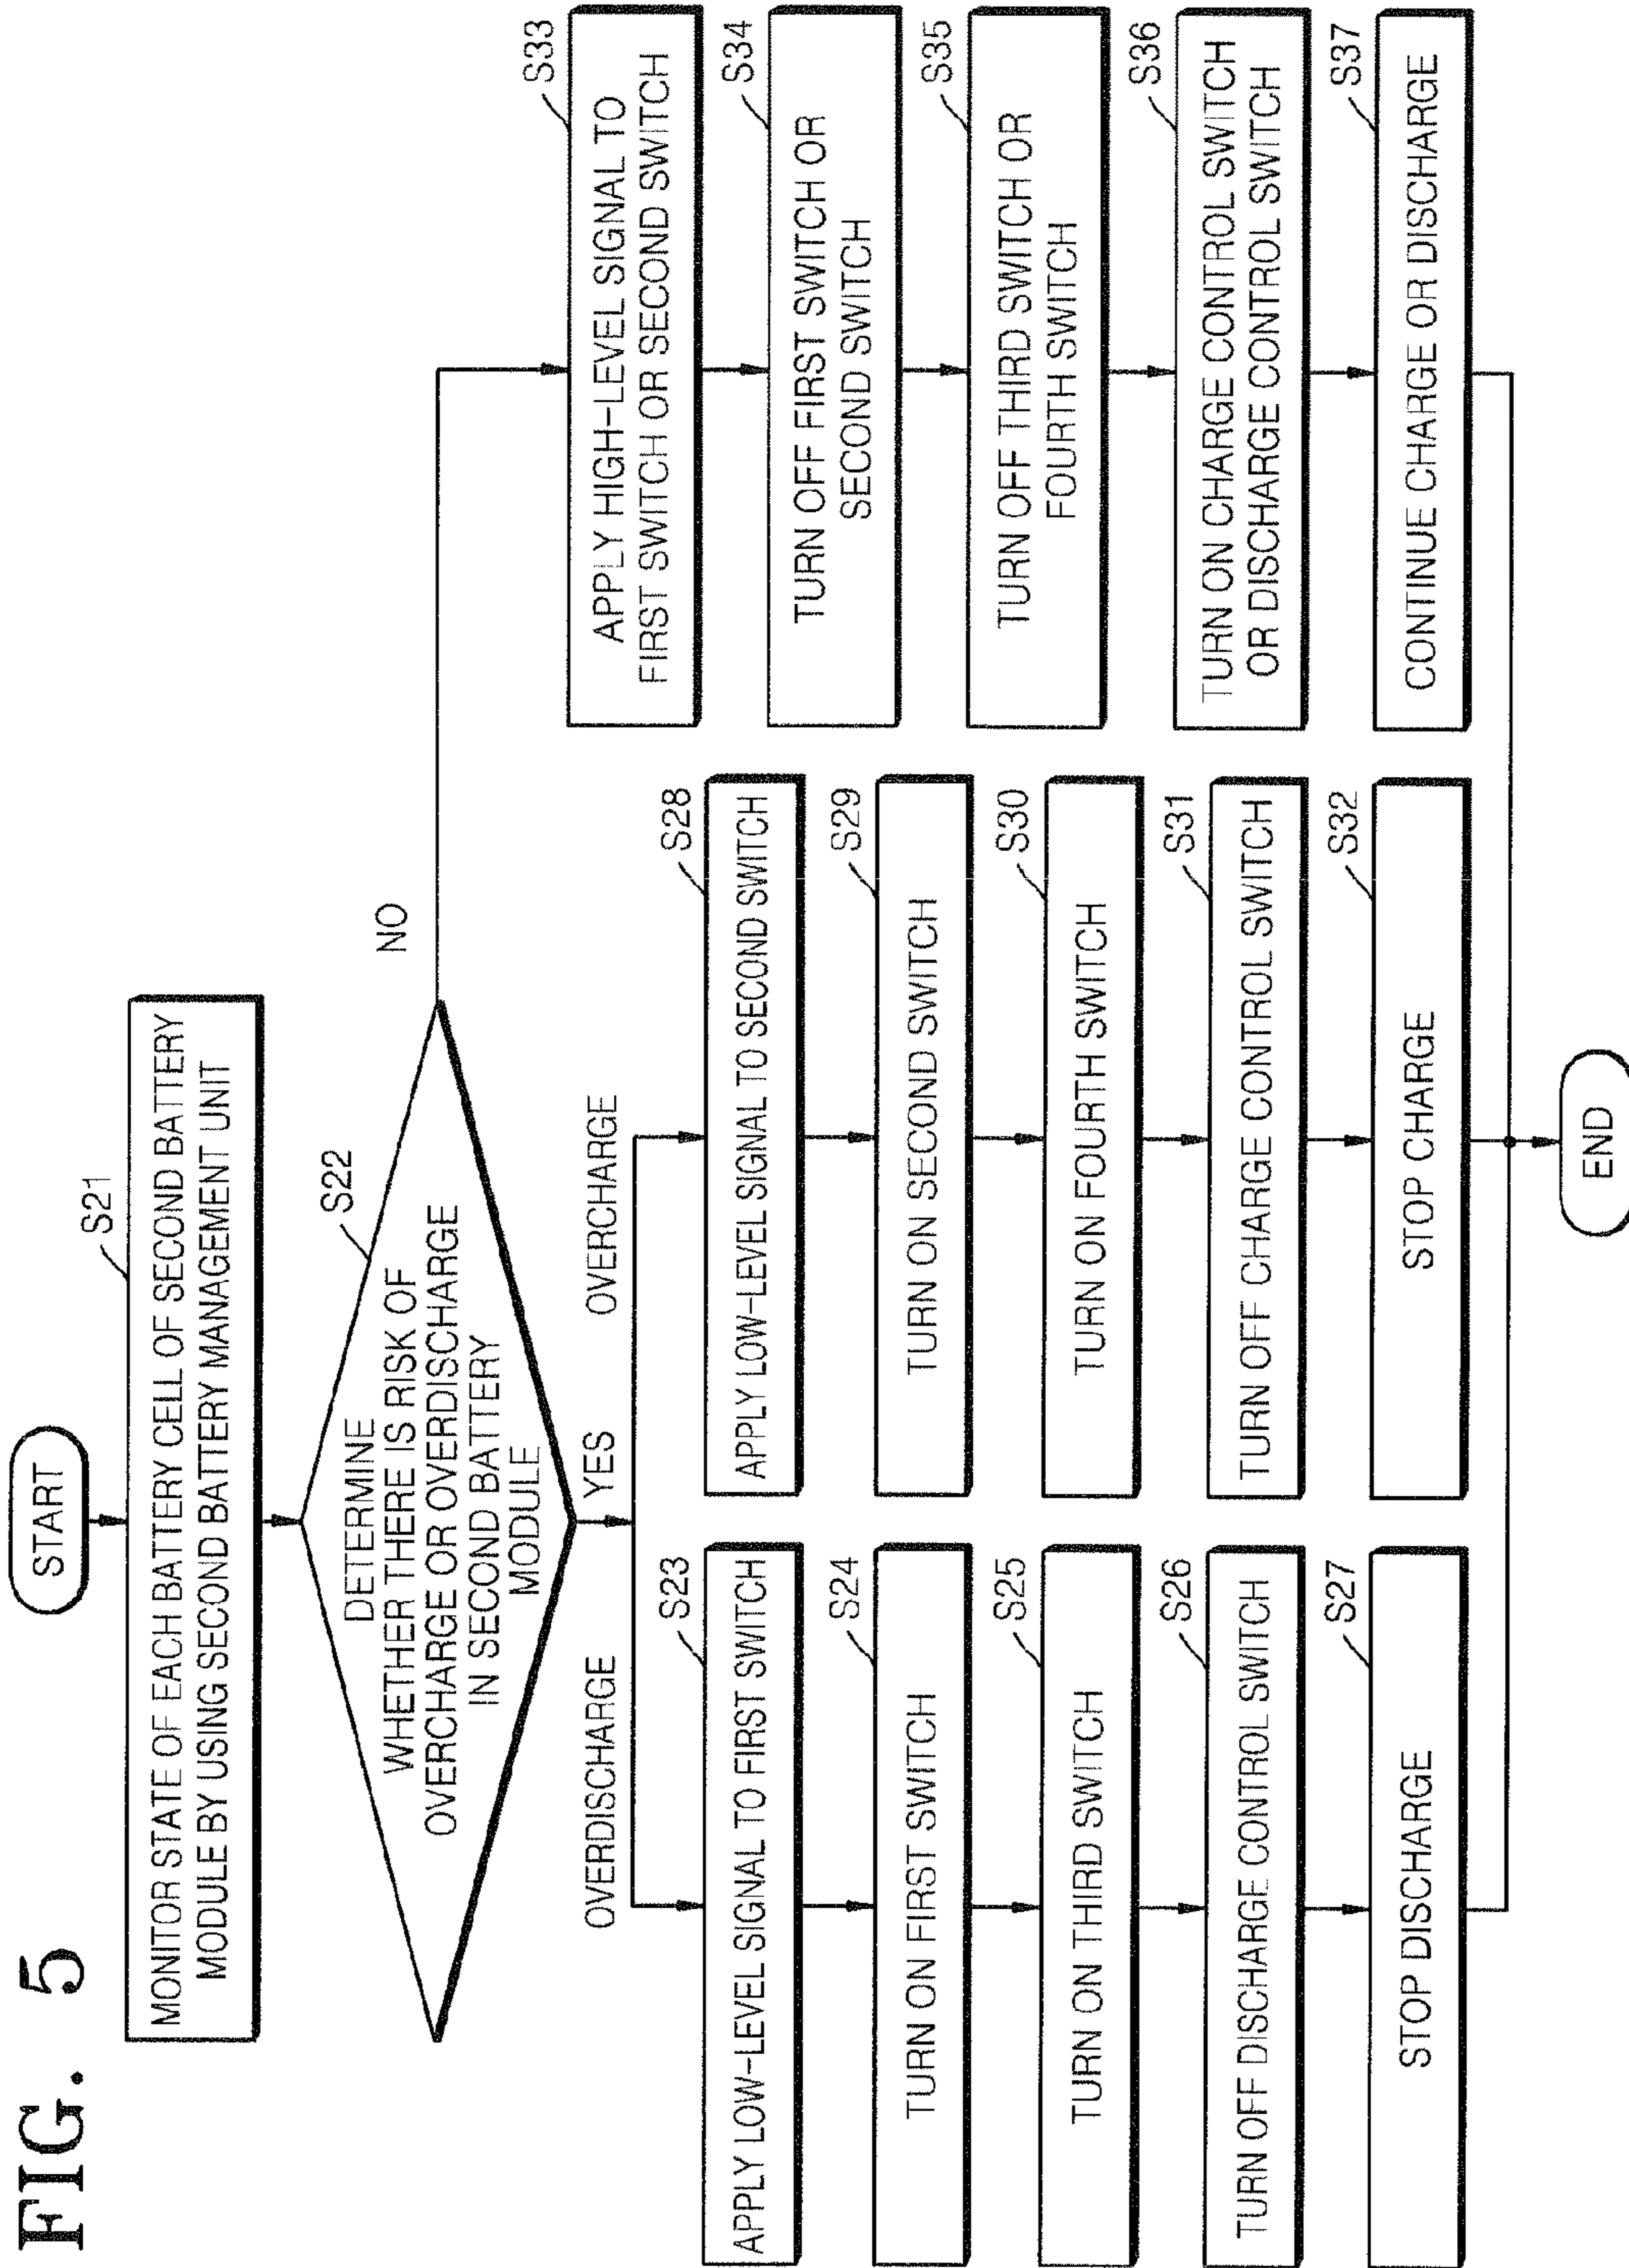 FIG. 5
START
S21
MONITOR STATE OF EACH BATTERY CELL OF SECOND BATTERY
MODULE BY USING SECOND BATTERY MANAGEMENT UNIT
S22
DETERMINE
WHETHER THERE IS RISK OF
OVERCHARGE OR OVERDISCHARGE
IN SECOND BATTERY
MODULE
NO
YES
OVERDISCHARGE
S23
APPLY LOW-LEVEL SIGNAL TO FIRST SWITCH
S24
TURN ON FIRST SWITCH
S25
TURN ON THIRD SWITCH
S26
TURN OFF DISCHARGE CONTROL SWITCH
S27
STOP DISCHARGE
OVERCHARGE
S28
APPLY LOW-LEVEL SIGNAL TO SECOND SWITCH
S29
TURN ON SECOND SWITCH
S30
TURN ON FOURTH SWITCH
S31
TURN OFF CHARGE CONTROL SWITCH
S32
STOP CHARGE
S33
APPLY HIGH-LEVEL SIGNAL TO
FIRST SWITCH OR SECOND SWITCH
S34
TURN OFF FIRST SWITCH OR
SECOND SWITCH
S35
TURN OFF THIRD SWITCH OR
FOURTH SWITCH
S36
TURN ON CHARGE CONTROL SWITCH
OR DISCHARGE CONTROL SWITCH
S37
CONTINUE CHARGE OR DISCHARGE
END